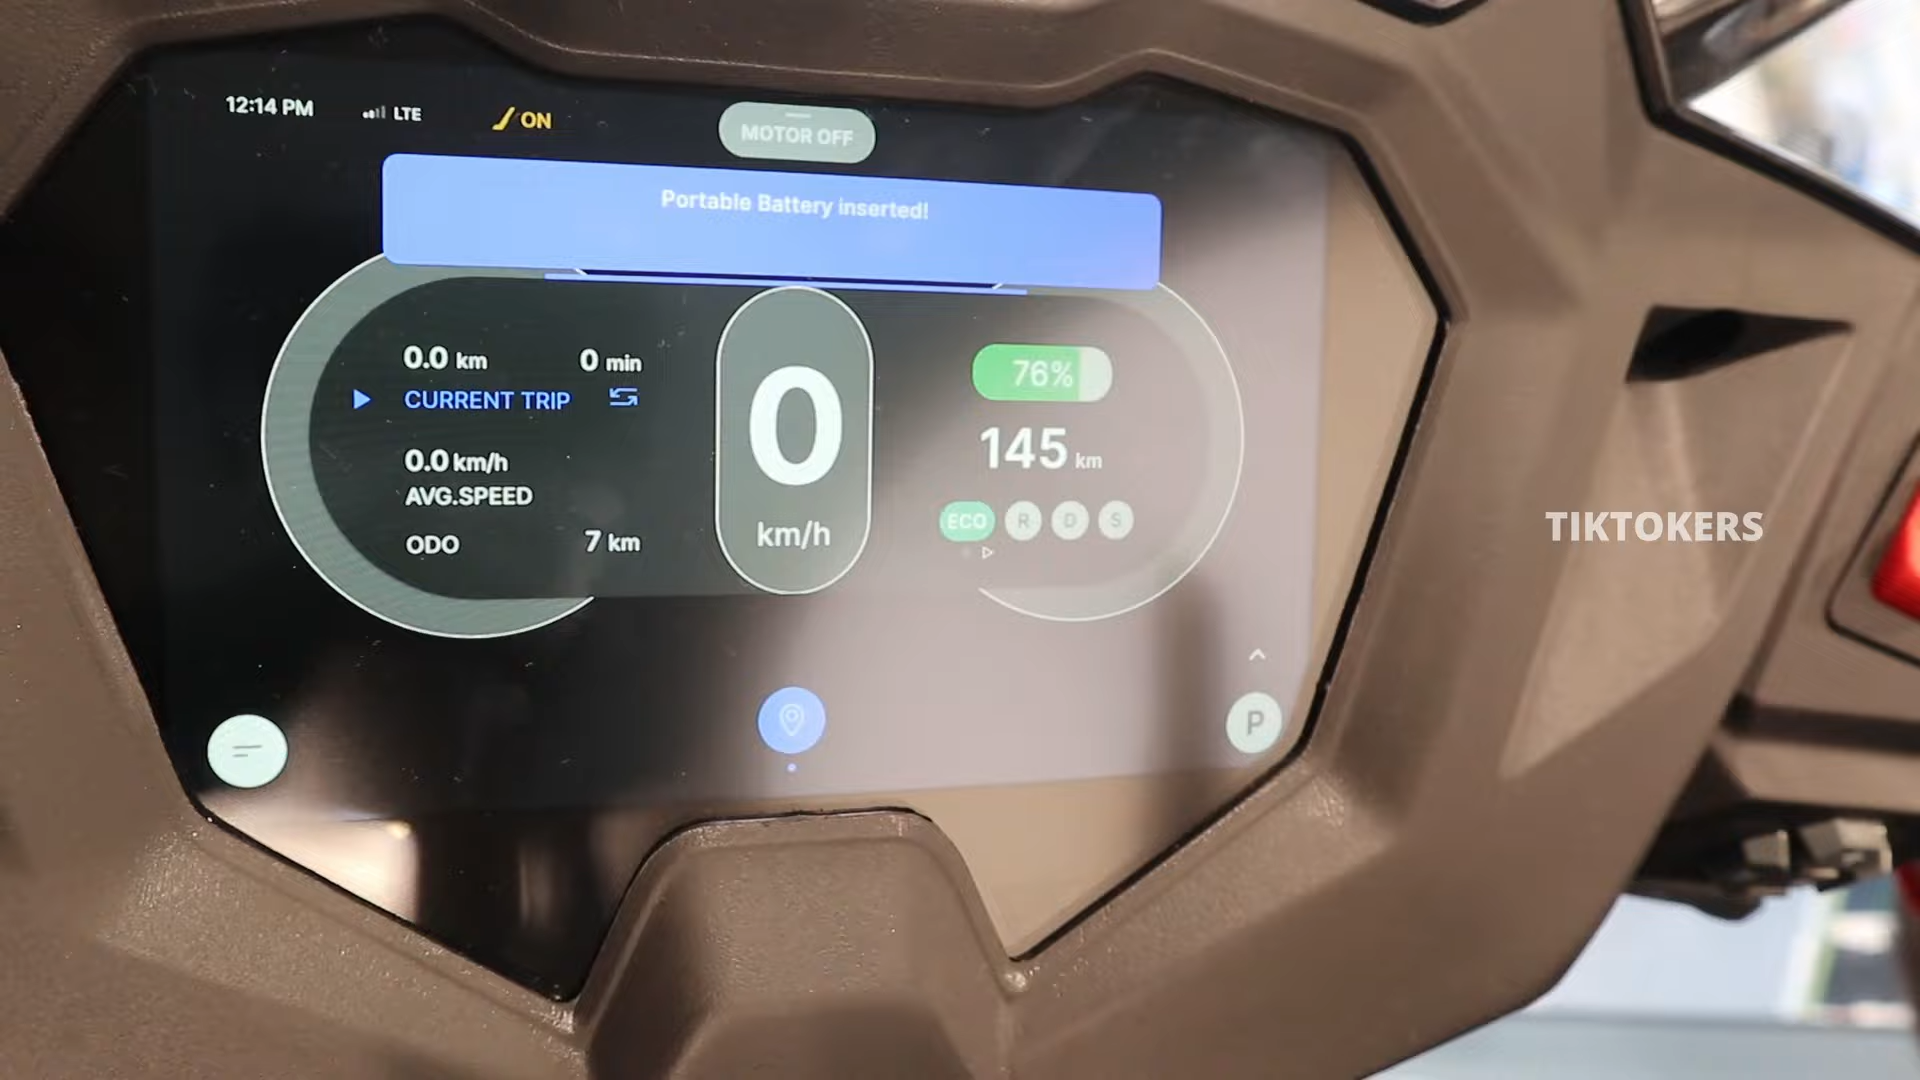 12:14 PM LTE ON MOTOR OFF
Portable Battery inserted!
0.0 km 0 min
CURRENT TRIP
0.0 km/h
AVG.SPEED
ODO 7 km
0
km/h
76%
145 km
ECO R D S
P
TIKTOKERS